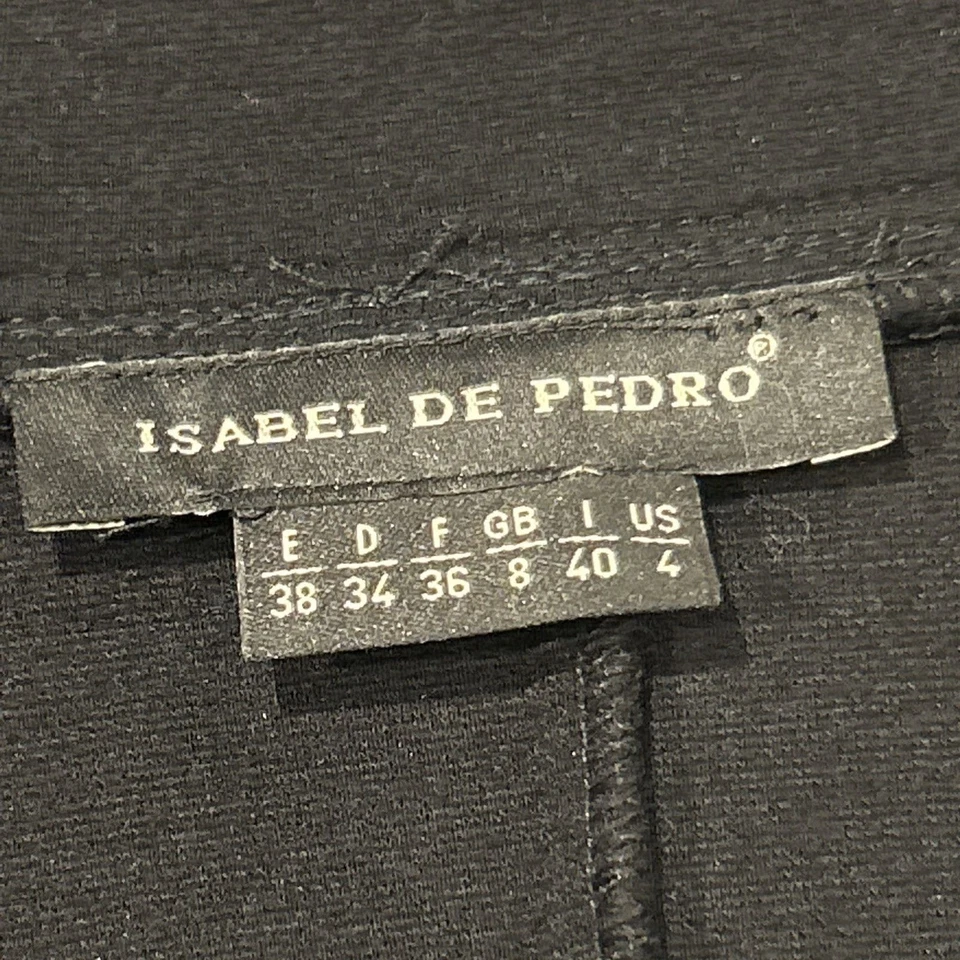 ISABEL DE PEDRO®
E D F GB I US
38 34 36 8 40 4